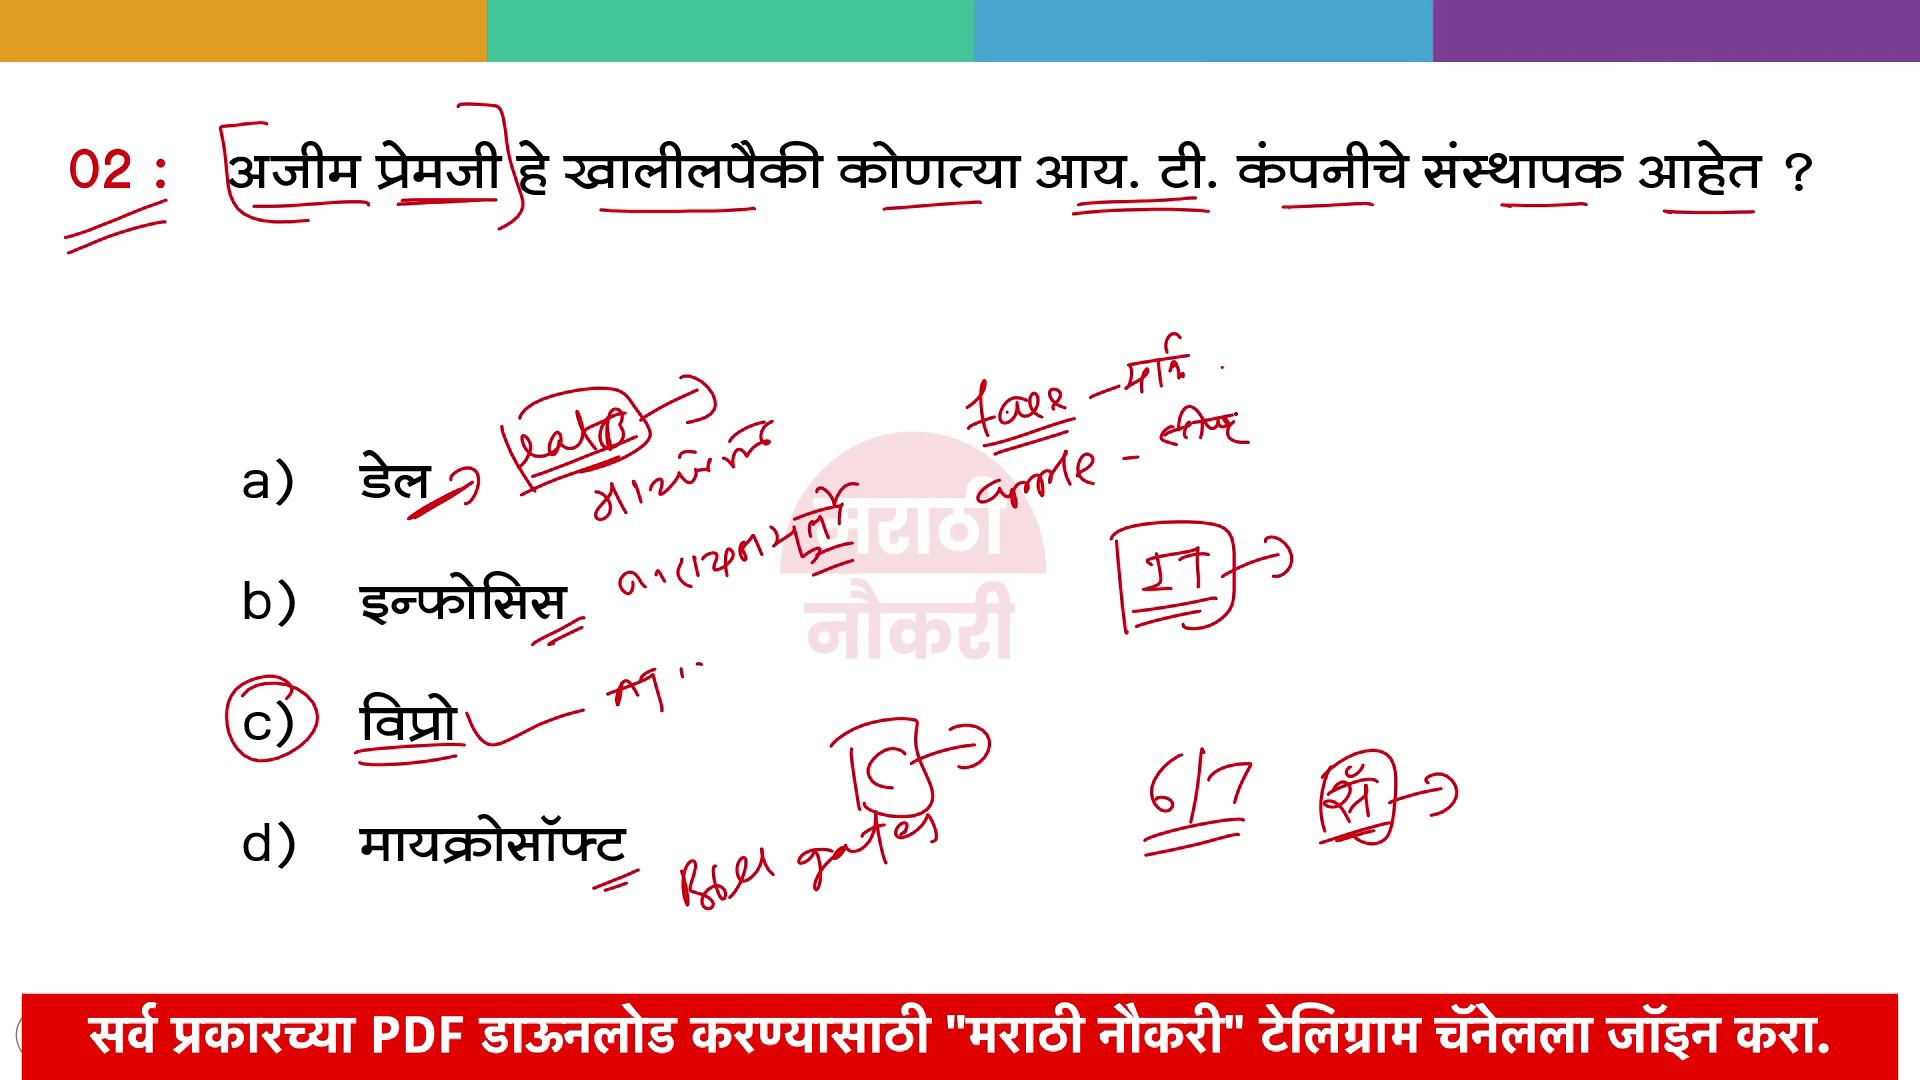 02 : अजीम प्रेमजी हे खालीलपैकी कोणत्या आय. टी. कंपनीचे संस्थापक आहेत ?
a) डेल
b) इन्फोसिस
c) विप्रो
d) मायक्रोसॉफ्ट
IT
C
6/7
Bill gates
मराठी
नौकरी
सर्व प्रकारच्या PDF डाऊनलोड करण्यासाठी "मराठी नौकरी" टेलिग्राम चॅनेलला जॉइन करा.